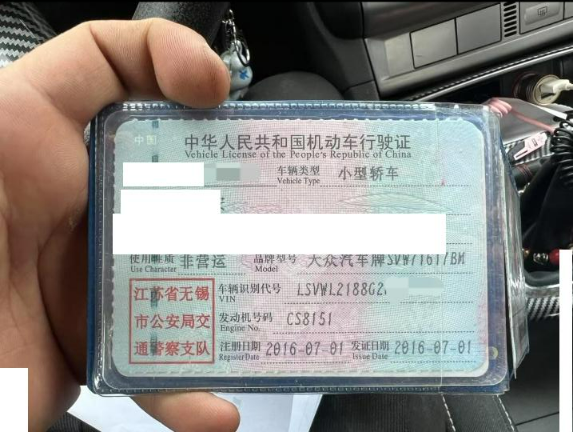 中华人民共和国机动车行驶证
Vehicle License of the People's Republic of China
车辆类型 小型轿车
Vehicle Type
使用性质 非营运 品牌型号 大众汽车牌SVW71617BM
Use Character Model
江苏省无锡
市公安局交
通警察支队
车辆识别代号 LSVWL2188G2
VIN
发动机号码 CS8151
Engine No.
注册日期 2016-07-01 发证日期 2016-07-01
Register Date Issue Date